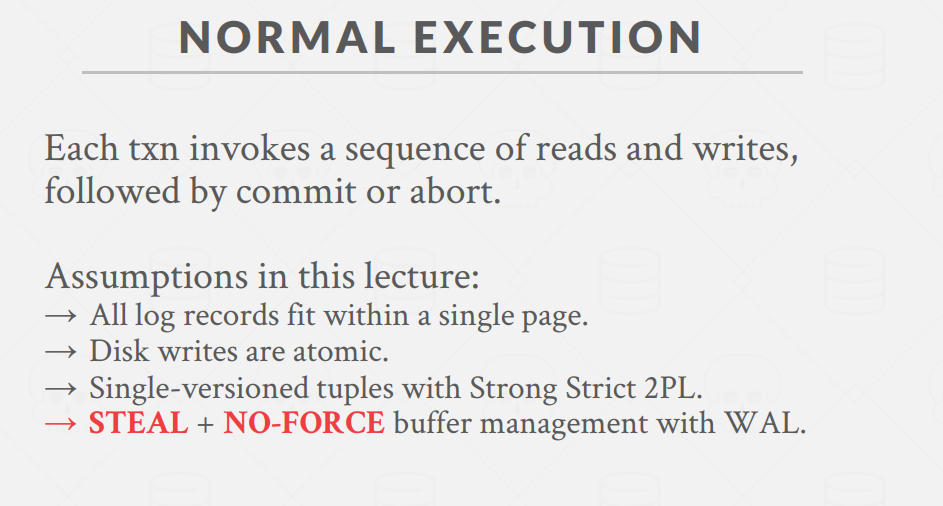 NORMAL EXECUTION
Each txn invokes a sequence of reads and writes,
followed by commit or abort.
Assumptions in this lecture:
→ All log records fit within a single page.
→ Disk writes are atomic.
→ Single-versioned tuples with Strong Strict 2PL.
→ STEAL + NO-FORCE buffer management with WAL.